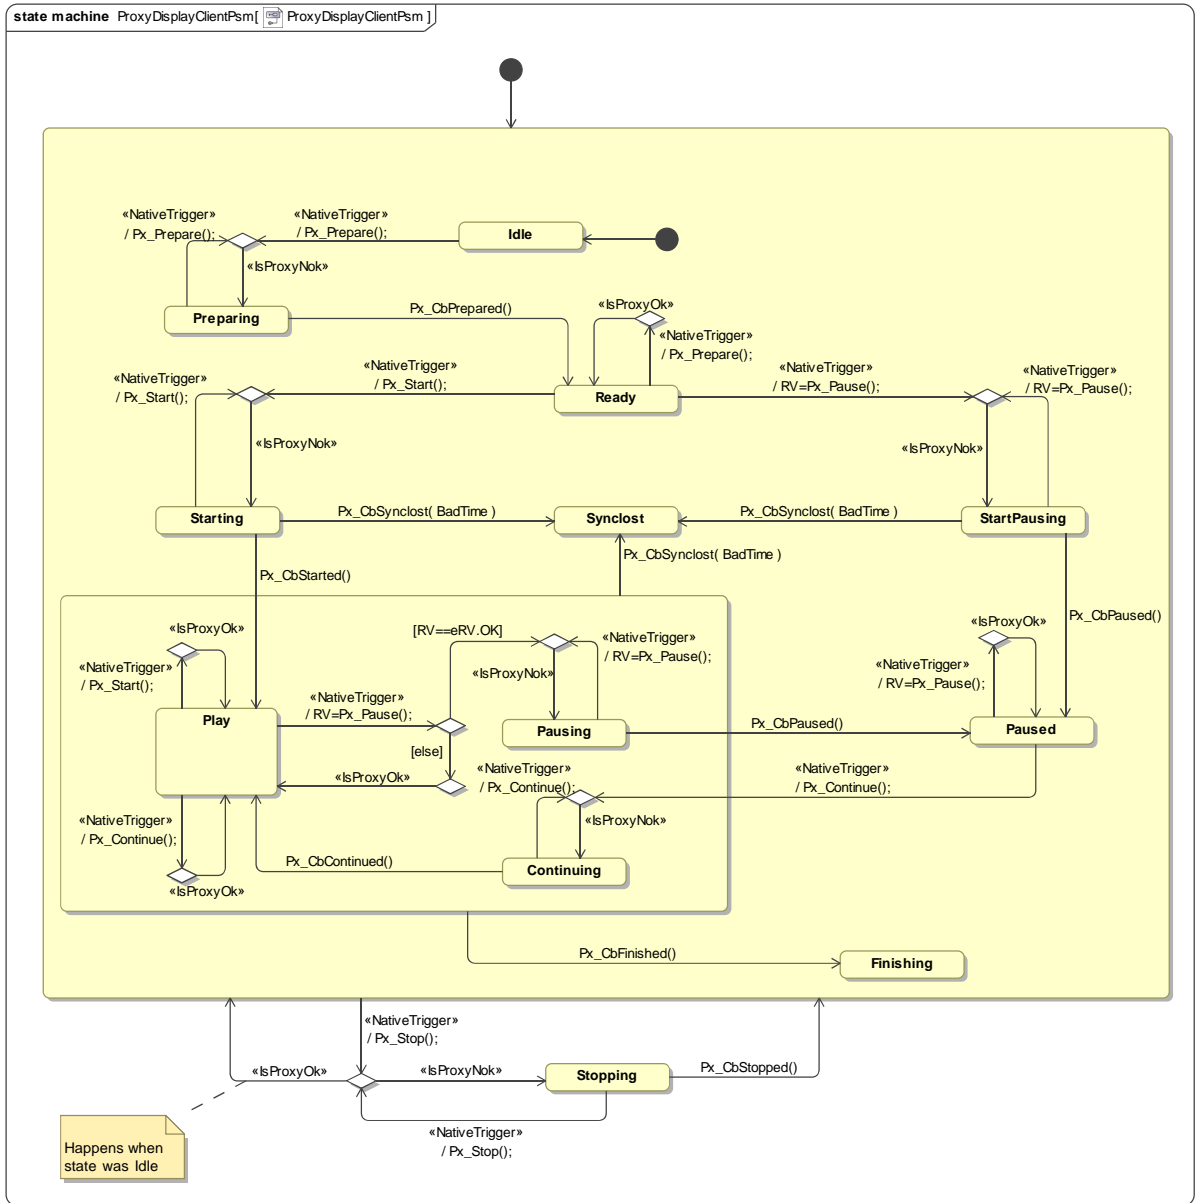 state machine ProxyDisplayClientPsm[ ProxyDisplayClientPsm ]
«NativeTrigger»
/ Px_Prepare();
«NativeTrigger»
/ Px_Prepare();
Idle
«IsProxyNok»
Preparing
Px_CbPrepared()
«IsProxyOk»
«NativeTrigger»
/ Px_Prepare();
«NativeTrigger»
/ Px_Start();
«NativeTrigger»
/ Px_Start();
Ready
«NativeTrigger»
/ RV=Px_Pause();
«NativeTrigger»
/ RV=Px_Pause();
«IsProxyNok»
«IsProxyNok»
Starting
Px_CbSynclost( BadTime )
Synclost
Px_CbSynclost( BadTime )
StartPausing
Px_CbSynclost( BadTime )
Px_CbStarted()
Px_CbPaused()
«IsProxyOk»
«NativeTrigger»
/ Px_Start();
[RV==eRV.OK]
«NativeTrigger»
/ RV=Px_Pause();
«IsProxyNok»
«IsProxyOk»
«NativeTrigger»
/ RV=Px_Pause();
Play
«NativeTrigger»
/ RV=Px_Pause();
Pausing
Px_CbPaused()
Paused
[else]
«IsProxyOk»
«NativeTrigger»
/ Px_Continue();
«NativeTrigger»
/ Px_Continue();
«NativeTrigger»
/ Px_Continue();
«IsProxyNok»
Px_CbContinued()
Continuing
«IsProxyOk»
Px_CbFinished()
Finishing
«NativeTrigger»
/ Px_Stop();
«IsProxyOk»
«IsProxyNok»
Stopping
Px_CbStopped()
«NativeTrigger»
/ Px_Stop();
Happens when
state was Idle